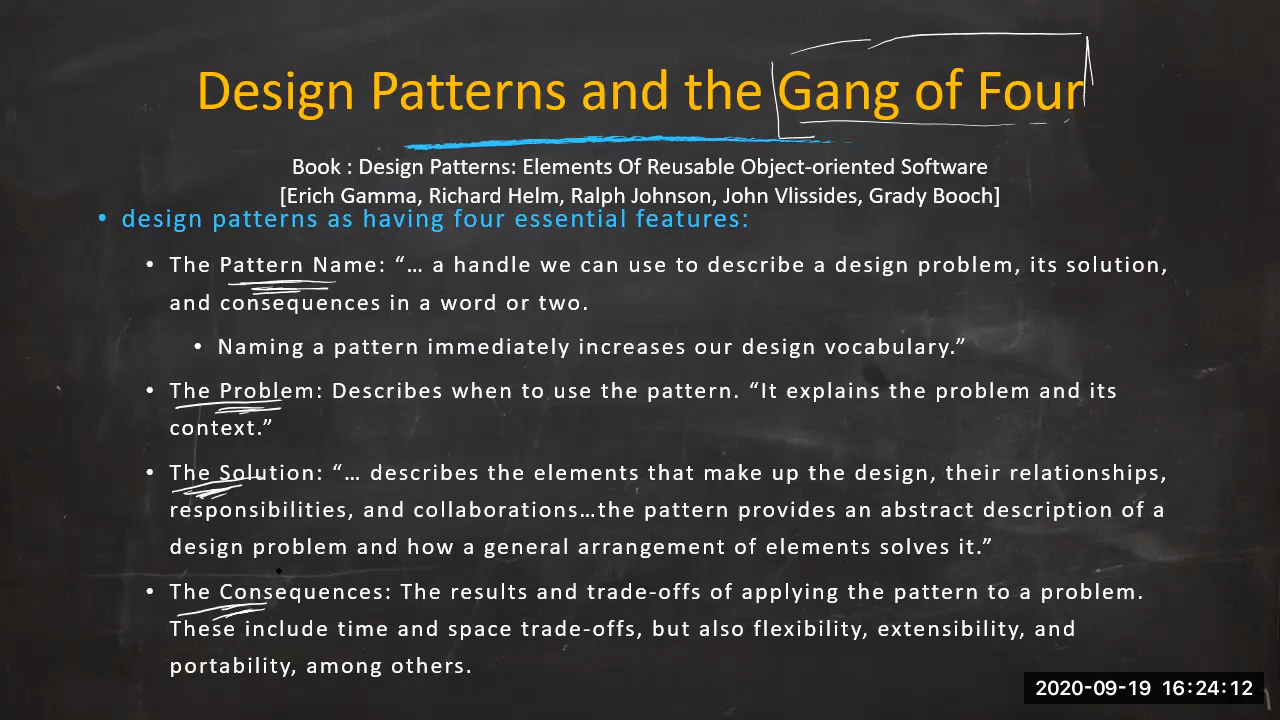 Design Patterns and the Gang of Four
Book : Design Patterns: Elements Of Reusable Object-oriented Software
[Erich Gamma, Richard Helm, Ralph Johnson, John Vlissides, Grady Booch]
• design patterns as having four essential features:
• The Pattern Name: “… a handle we can use to describe a design problem, its solution,
and consequences in a word or two.
• Naming a pattern immediately increases our design vocabulary.”
• The Problem: Describes when to use the pattern. “It explains the problem and its
context.”
• The Solution: “… describes the elements that make up the design, their relationships,
responsibilities, and collaborations…the pattern provides an abstract description of a
design problem and how a general arrangement of elements solves it.”
• The Consequences: The results and trade-offs of applying the pattern to a problem.
These include time and space trade-offs, but also flexibility, extensibility, and
portability, among others.
2020-09-19 16:24:12